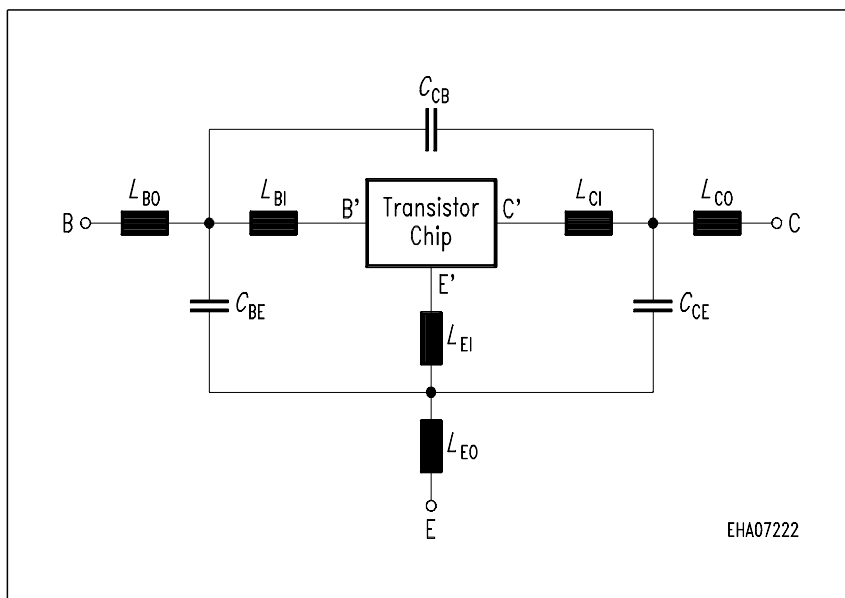 C_CB
L_BO
L_BI
L_CI
L_CO
B
B'
Transistor
Chip
C'
C
E'
C_BE
C_CE
L_EI
L_EO
E
EHA07222